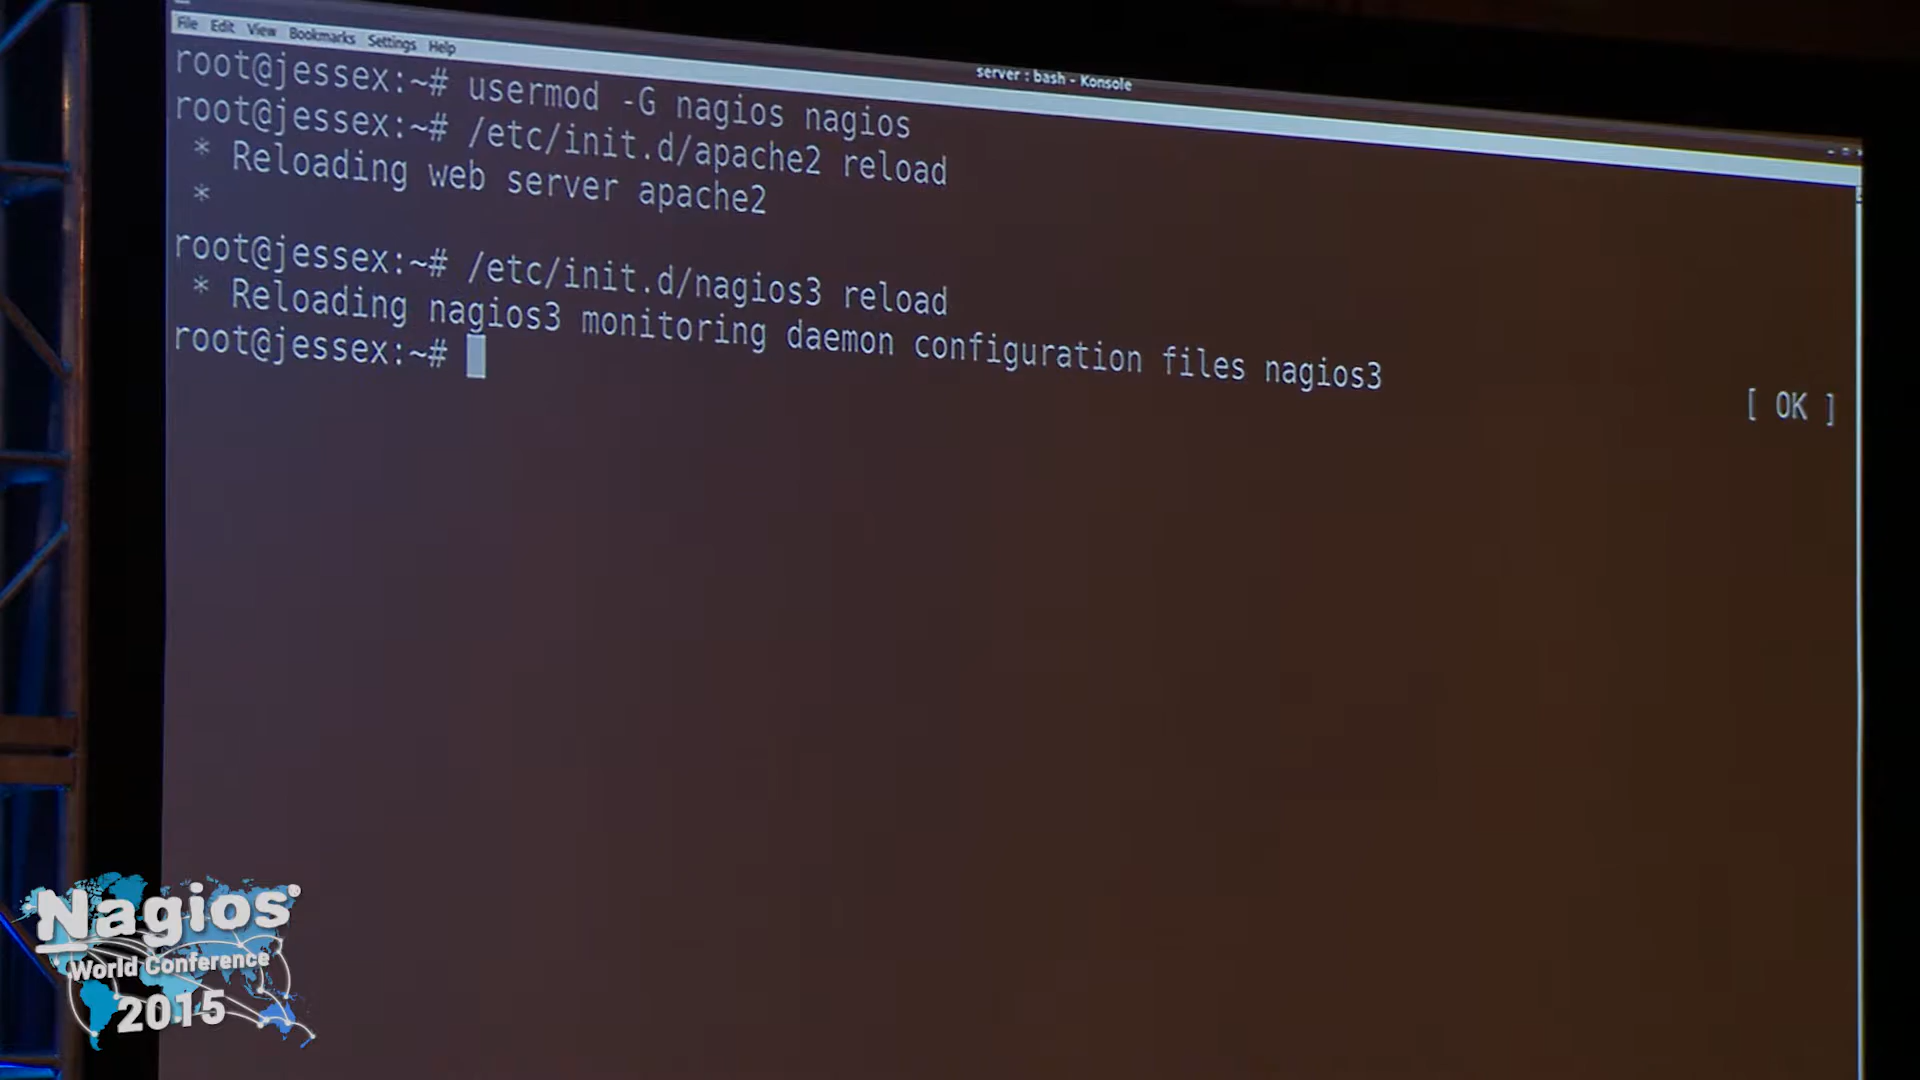 File Edit View Bookmarks Settings Help
server : bash - Konsole
root@jessex:~# usermod -G nagios nagios
root@jessex:~# /etc/init.d/apache2 reload
* Reloading web server apache2
*
root@jessex:~# /etc/init.d/nagios3 reload
* Reloading nagios3 monitoring daemon configuration files nagios3
[ OK ]
root@jessex:~#
Nagios®
World Conference
2015